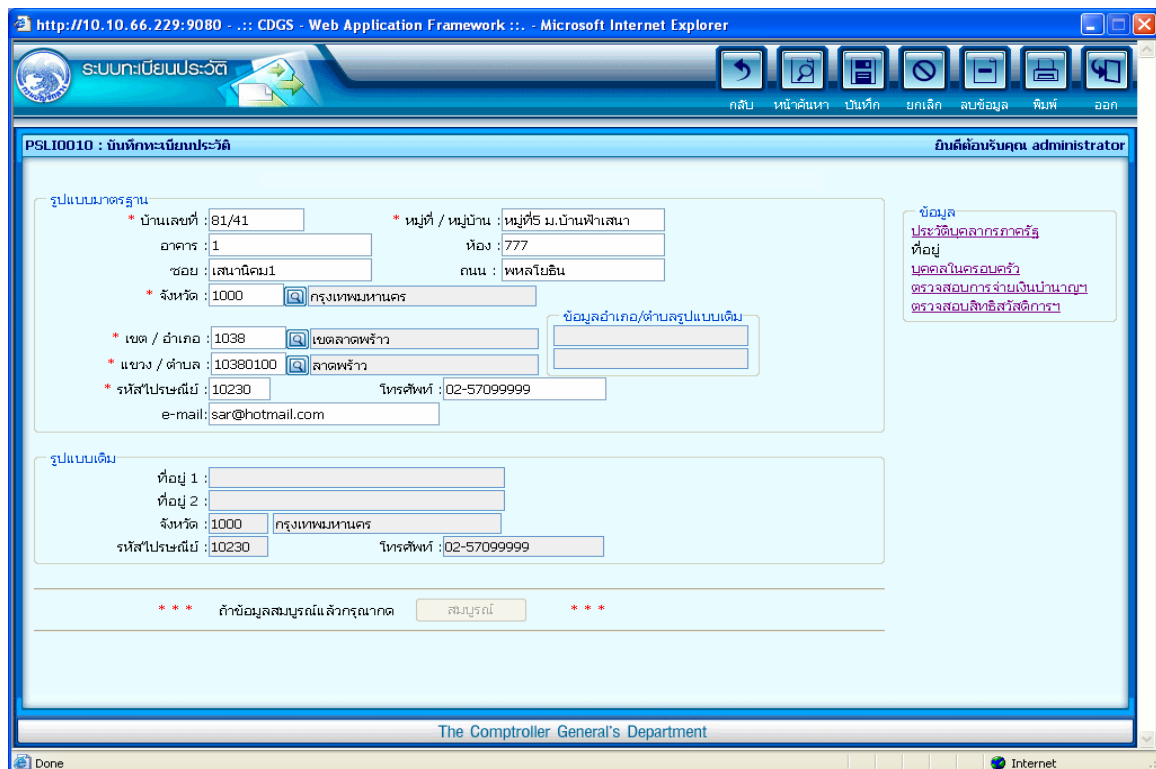 http://10.10.66.229:9080 - .:: CDGS - Web Application Framework ::. - Microsoft Internet Explorer
ระบบทะเบียนประวัติ
กลับ หน้าค้นหา บันทึก ยกเลิก ลบข้อมูล พิมพ์ ออก
PSLI0010 : บันทึกทะเบียนประวัติ ยินดีต้อนรับคุณ administrator
รูปแบบมาตรฐาน
* บ้านเลขที่ : 81/41 * หมู่ที่ / หมู่บ้าน : หมู่ที่5 ม.บ้านฟ้าเสนา
อาคาร : 1 ห้อง : 777
ซอย : เสนานิคม1 ถนน : พหลโยธิน
* จังหวัด : 1000 กรุงเทพมหานคร
ข้อมูลอำเภอ/ตำบลรูปแบบเดิม
* เขต / อำเภอ : 1038 เขตลาดพร้าว
* แขวง / ตำบล : 10380100 ลาดพร้าว
* รหัสไปรษณีย์ : 10230 โทรศัพท์ : 02-57099999
e-mail: sar@hotmail.com
ข้อมูล
ประวัติบุคลากรภาครัฐ
ที่อยู่
บุคคลในครอบครัว
ตรวจสอบการจ่ายเงินบำนาญฯ
ตรวจสอบสิทธิสวัสดิการฯ
รูปแบบเดิม
ที่อยู่ 1 :
ที่อยู่ 2 :
จังหวัด : 1000 กรุงเทพมหานคร
รหัสไปรษณีย์ : 10230 โทรศัพท์ : 02-57099999
* * * ถ้าข้อมูลสมบูรณ์แล้วกรุณากด สมบูรณ์ * * *
The Comptroller General's Department
Done Internet